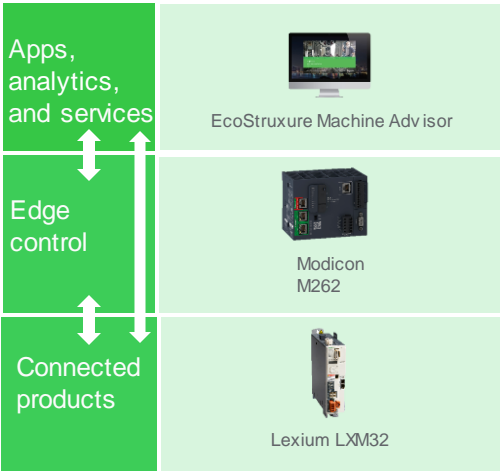 Apps,
analytics,
and services
EcoStruxure Machine Advisor
Edge
control
Modicon
M262
Connected
products
Lexium LXM32